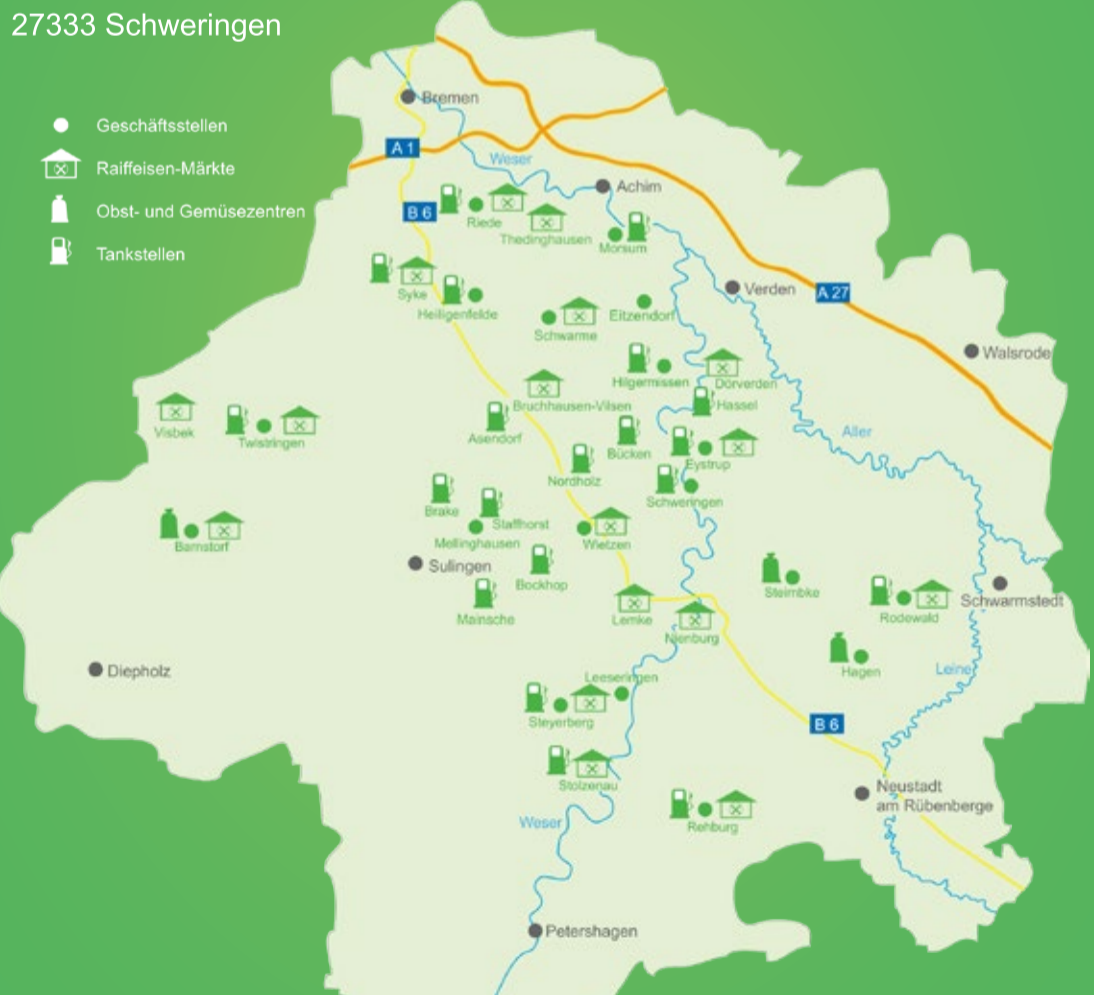 27333 Schweringen
Geschäftsstellen
Raiffeisen-Märkte
Obst- und Gemüsezentren
Tankstellen
Bremen
A 1
Weser
Achim
B 6
Riede
Thedinghausen
Morsum
Syke
Heiligenfelde
Verden
A 27
Schwarme
Eitzendorf
Walsrode
Hilgermissen
Dörverden
Bruchhausen-Vilsen
Hassel
Visbek
Twistringen
Asendorf
Bücken
Aller
Eystrup
Nordholz
Schweringen
Brake
Staffhorst
Mellinghausen
Wietzen
Barnstorf
Sulingen
Bockhop
Steimbke
Schwarmstedt
Mainsche
Lemke
Rodewald
Nienburg
Diepholz
Hagen
Leine
Leeseringen
Steyerberg
B 6
Stolzenau
Neustadt
am Rübenberge
Weser
Rehburg
Petershagen